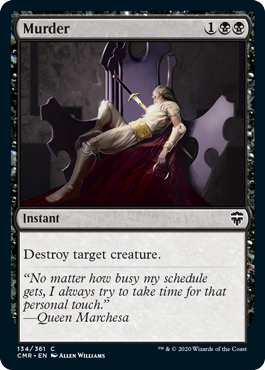 Murder 1
Instant
Destroy target creature.
“No matter how busy my schedule
gets, I always try to take time for that
personal touch.”
—Queen Marchesa
134/361 C
CMR • EN Allen Williams ™ & © 2020 Wizards of the Coast